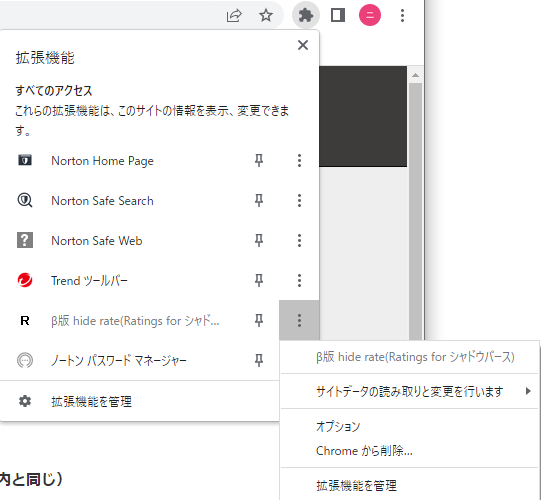 ニ
拡張機能
すべてのアクセス
これらの拡張機能は、このサイトの情報を表示、変更できま
す。
Norton Home Page
Norton Safe Search
Norton Safe Web
Trend ツールバー
R β版 hide rate(Ratings for シャド...
ノートン パスワード マネージャー
拡張機能を管理
β版 hide rate(Ratings for シャドウバース)
サイトデータの読み取りと変更を行います
オプション
Chrome から削除...
拡張機能を管理
内と同じ）